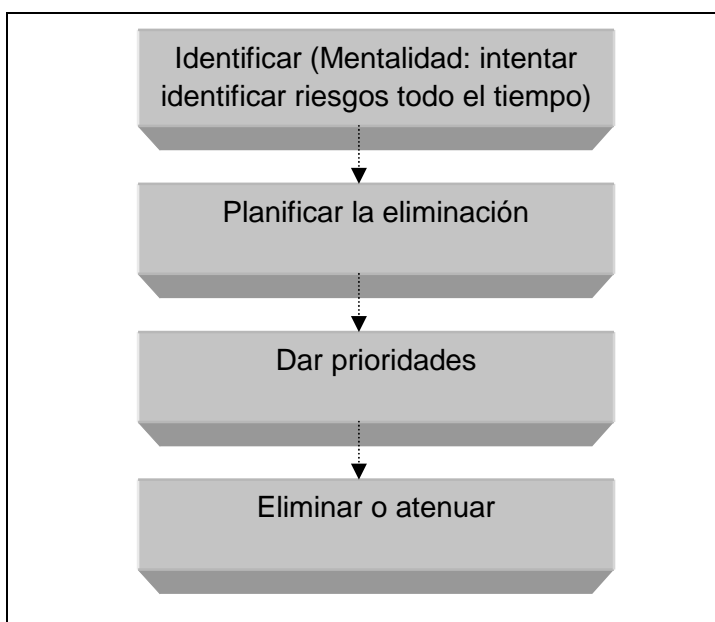 Identificar (Mentalidad: intentar
identificar riesgos todo el tiempo)
Planificar la eliminación
Dar prioridades
Eliminar o atenuar